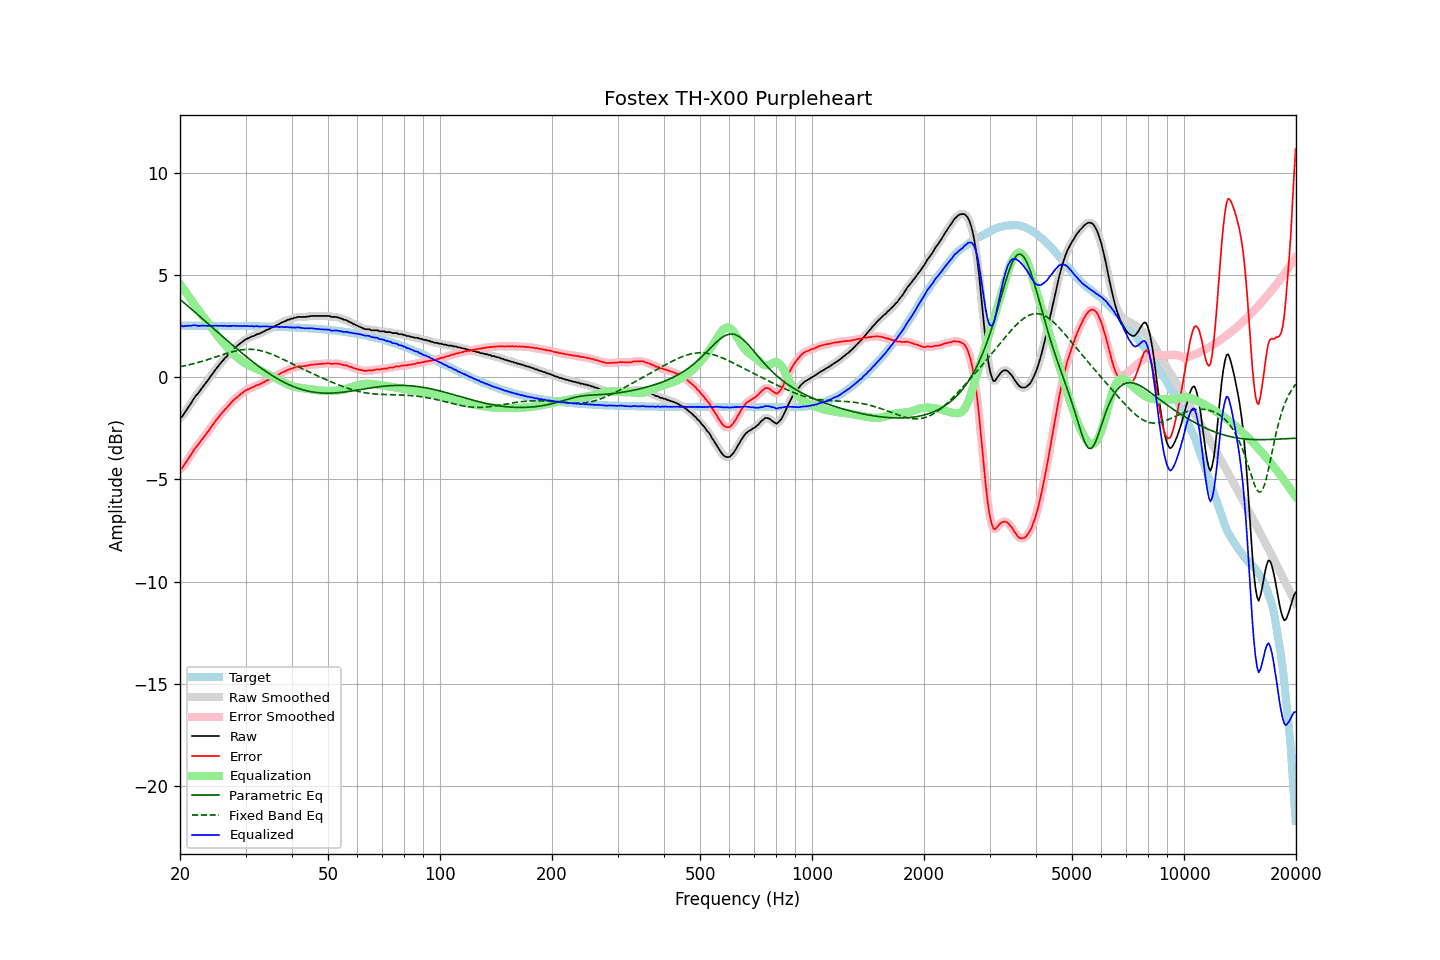 Fostex TH-X00 Purpleheart
Amplitude (dBr)
10
5
0
−5
−10
−15
−20
Target
Raw Smoothed
Error Smoothed
Raw
Error
Equalization
Parametric Eq
Fixed Band Eq
Equalized
20 50 100 200 500 1000 2000 5000 10000 20000
Frequency (Hz)